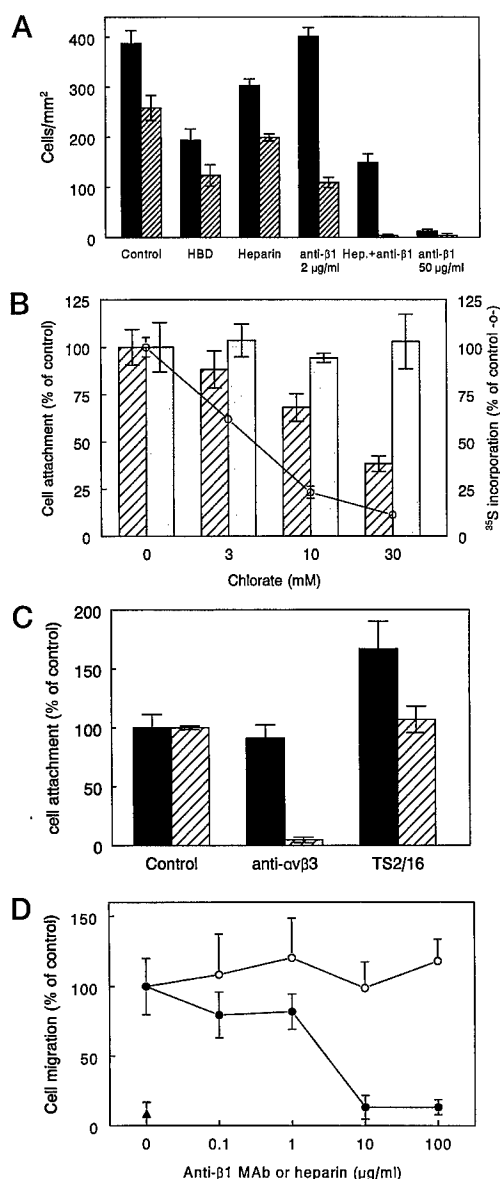 A
Cells/mm²
400
300
200
100
0
Control
HBD
Heparin
anti-β1
2 µg/ml
Hep.+anti-β1
anti-β1
50 µg/ml
B
Cell attachment (% of control)
125
100
75
50
25
0
125
100
75
50
25
0
³⁵S incorporation (% of control -o-)
0
3
10
30
Chlorate (mM)
C
cell attachment (% of control)
200
150
100
50
0
Control
anti-αvβ3
TS2/16
D
Cell migration (% of control)
150
100
50
0
0
0.1
1
10
100
Anti-β1 MAb or heparin (µg/ml)